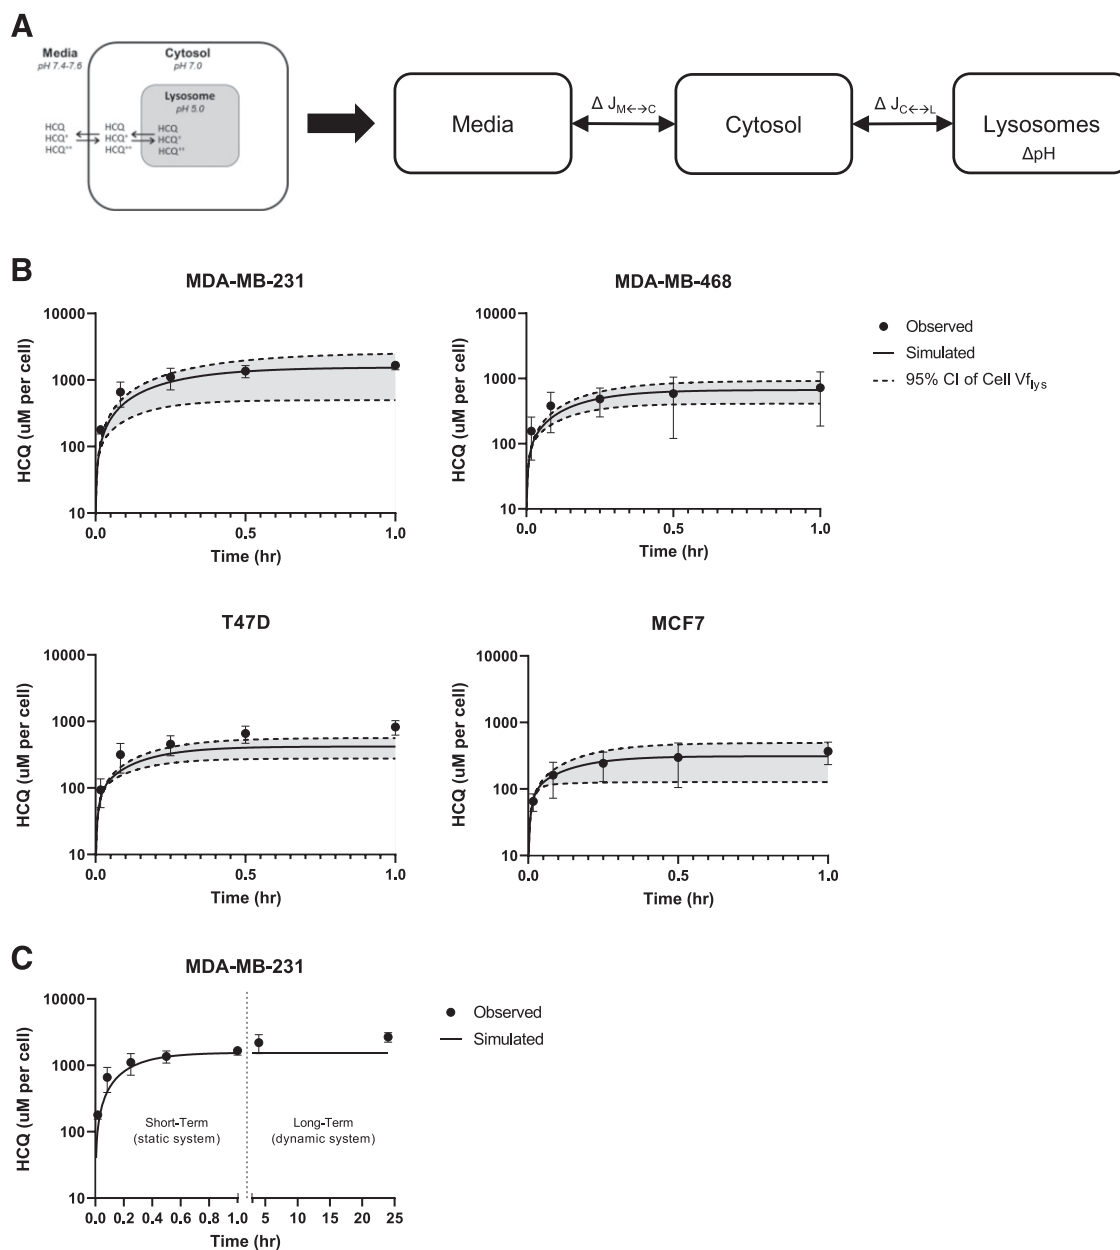 A
Media
pH 7.4-7.6
Cytosol
pH 7.0
Lysosome
pH 5.0
HCQ HCQ HCQ
HCQ⁺ HCQ⁺ HCQ⁺
HCQ⁺⁺ HCQ⁺⁺ HCQ⁺⁺
Media
Δ J M←→C
Cytosol
Δ J C←→L
Lysosomes
ΔpH
B
MDA-MB-231
HCQ (uM per cell)
10000
1000
100
10
0.0 0.5 1.0
Time (hr)
MDA-MB-468
HCQ (uM per cell)
10000
1000
100
10
0.0 0.5 1.0
Time (hr)
Observed
Simulated
95% CI of Cell Vflys
T47D
HCQ (uM per cell)
10000
1000
100
10
0.0 0.5 1.0
Time (hr)
MCF7
HCQ (uM per cell)
10000
1000
100
10
0.0 0.5 1.0
Time (hr)
C
MDA-MB-231
HCQ (uM per cell)
10000
1000
100
10
Short-Term
(static system)
Long-Term
(dynamic system)
0.0 0.2 0.4 0.6 0.8 1.0 5 10 15 20 25
Time (hr)
Observed
Simulated